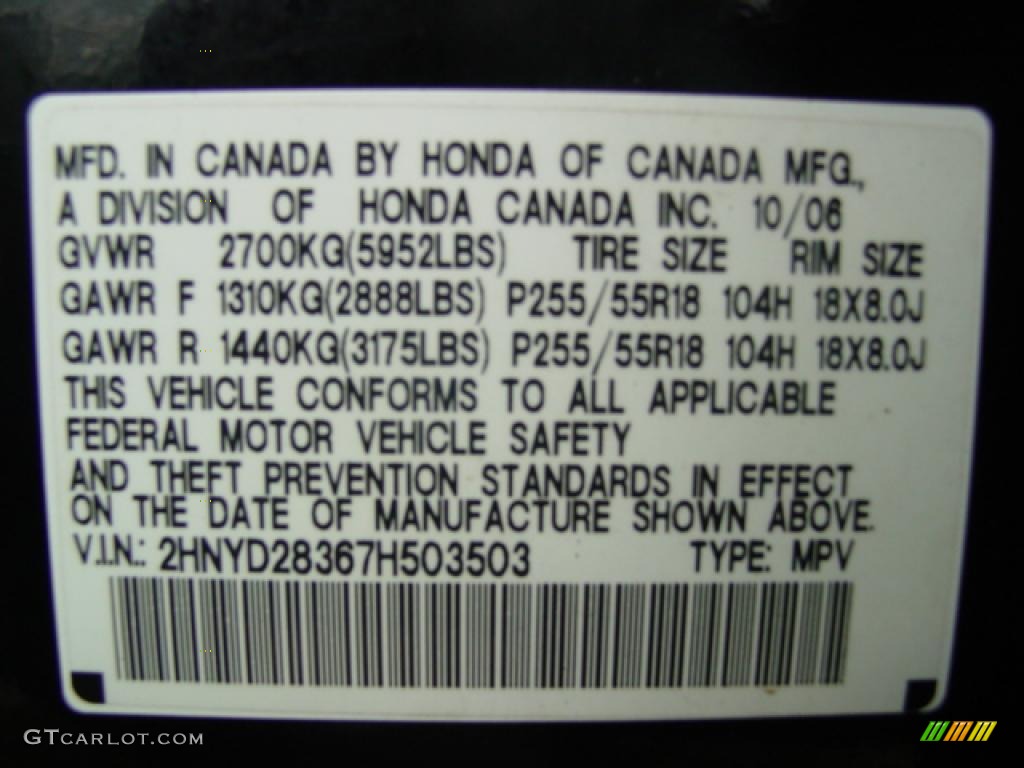 MFD. IN CANADA BY HONDA OF CANADA MFG.,
A DIVISION OF HONDA CANADA INC. 10/06
GVWR 2700KG(5952LBS) TIRE SIZE RIM SIZE
GAWR F 1310KG(2888LBS) P255/55R18 104H 18X8.0J
GAWR R 1440KG(3175LBS) P255/55R18 104H 18X8.0J
THIS VEHICLE CONFORMS TO ALL APPLICABLE
FEDERAL MOTOR VEHICLE SAFETY
AND THEFT PREVENTION STANDARDS IN EFFECT
ON THE DATE OF MANUFACTURE SHOWN ABOVE.
V.I.N.: 2HNYD28367H503503 TYPE: MPV
GTCARLOT.COM